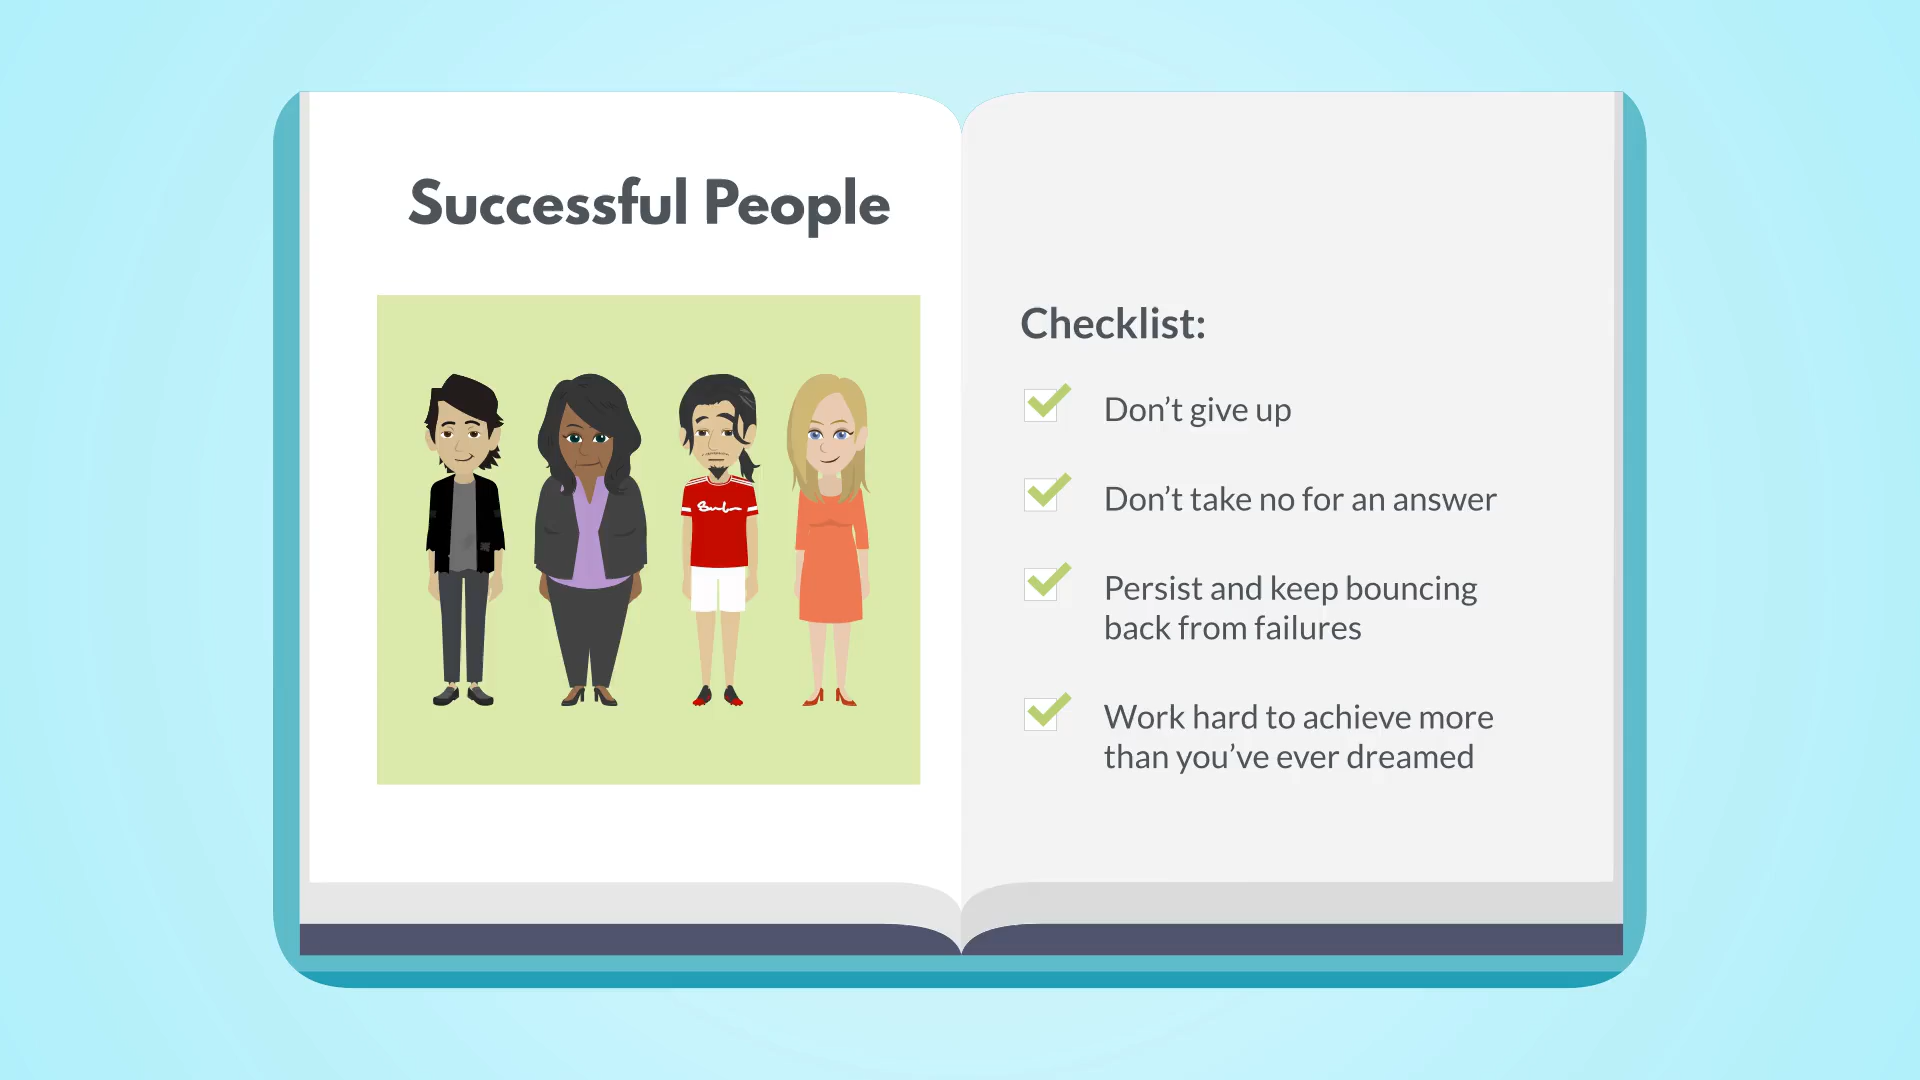 Successful People
Checklist:
Don’t give up
Don’t take no for an answer
Persist and keep bouncing
back from failures
Work hard to achieve more
than you’ve ever dreamed